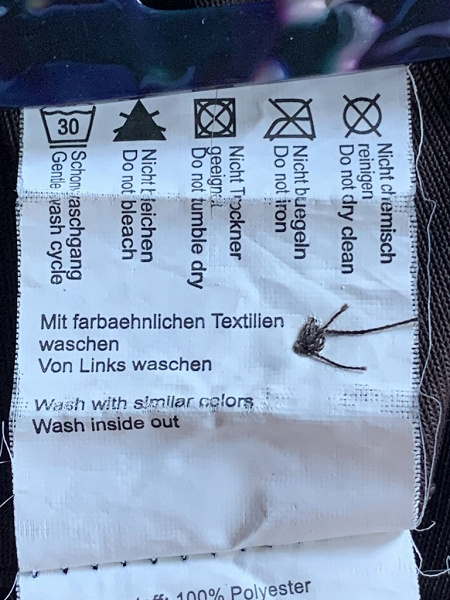 30
Schonwaschgang
Gentle wash cycle
Nicht bleichen
Do not bleach
Nicht Trockner
geeignet
Do not tumble dry
Nicht buegeln
Do not iron
Nicht chemisch
reinigen
Do not dry clean
Mit farbaehnlichen Textilien
waschen
Von Links waschen
Wash with similar colors
Wash inside out
100% Polyester